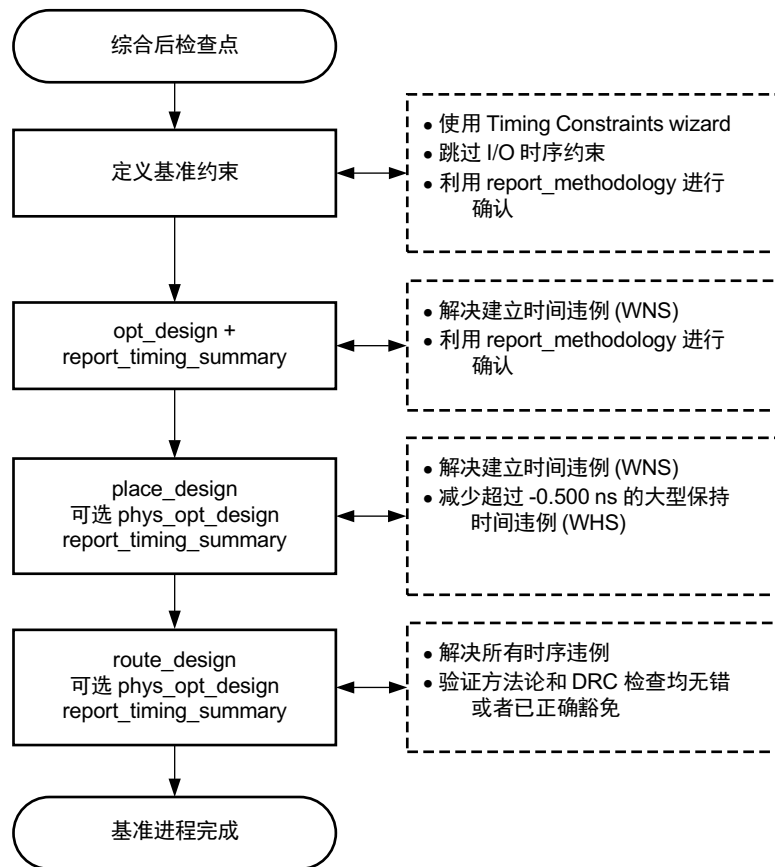 综合后检查点
定义基准约束
• 使用 Timing Constraints wizard
• 跳过 I/O 时序约束
• 利用 report_methodology 进行
确认
opt_design +
report_timing_summary
• 解决建立时间违例 (WNS)
• 利用 report_methodology 进行
确认
place_design
可选 phys_opt_design
report_timing_summary
• 解决建立时间违例 (WNS)
• 减少超过 -0.500 ns 的大型保持
时间违例 (WHS)
route_design
可选 phys_opt_design
report_timing_summary
• 解决所有时序违例
• 验证方法论和 DRC 检查均无错
或者已正确豁免
基准进程完成